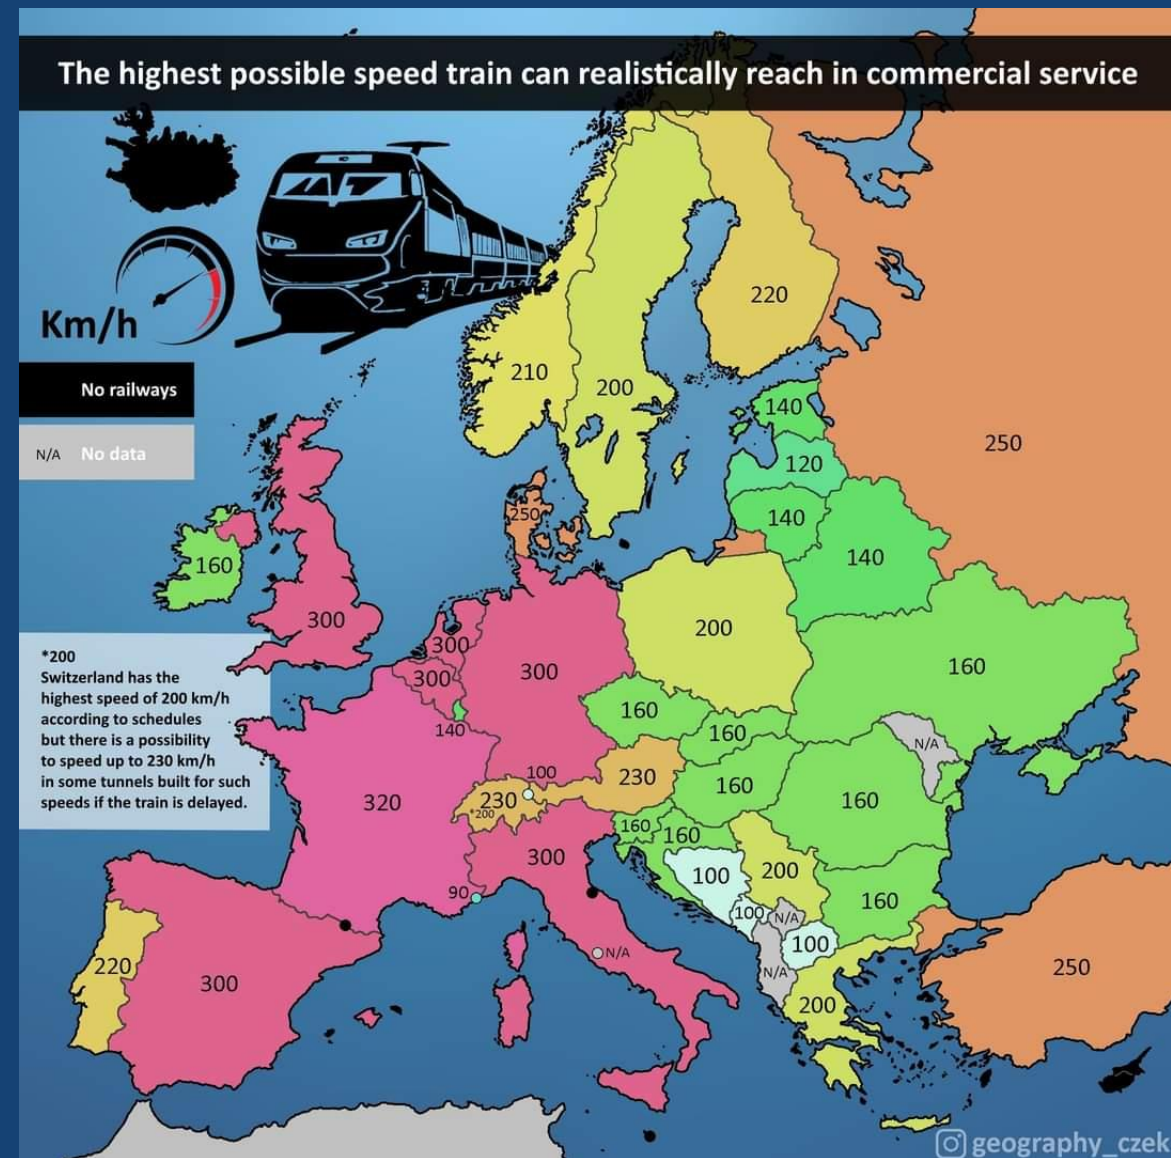 The highest possible speed train can realistically reach in commercial service
Km/h
No railways
N/A No data
220
210
200
140
250
120
250
140
160
140
300
200
300
300
300
160
*200
Switzerland has the
highest speed of 200 km/h
according to schedules
but there is a possibility
to speed up to 230 km/h
in some tunnels built for such
speeds if the train is delayed.
160
140
160
N/A
100
230
320
230
*200
160
160
160
160
300
100
200
90
160
100
N/A
100
N/A
220
N/A
250
300
200
geography_czek